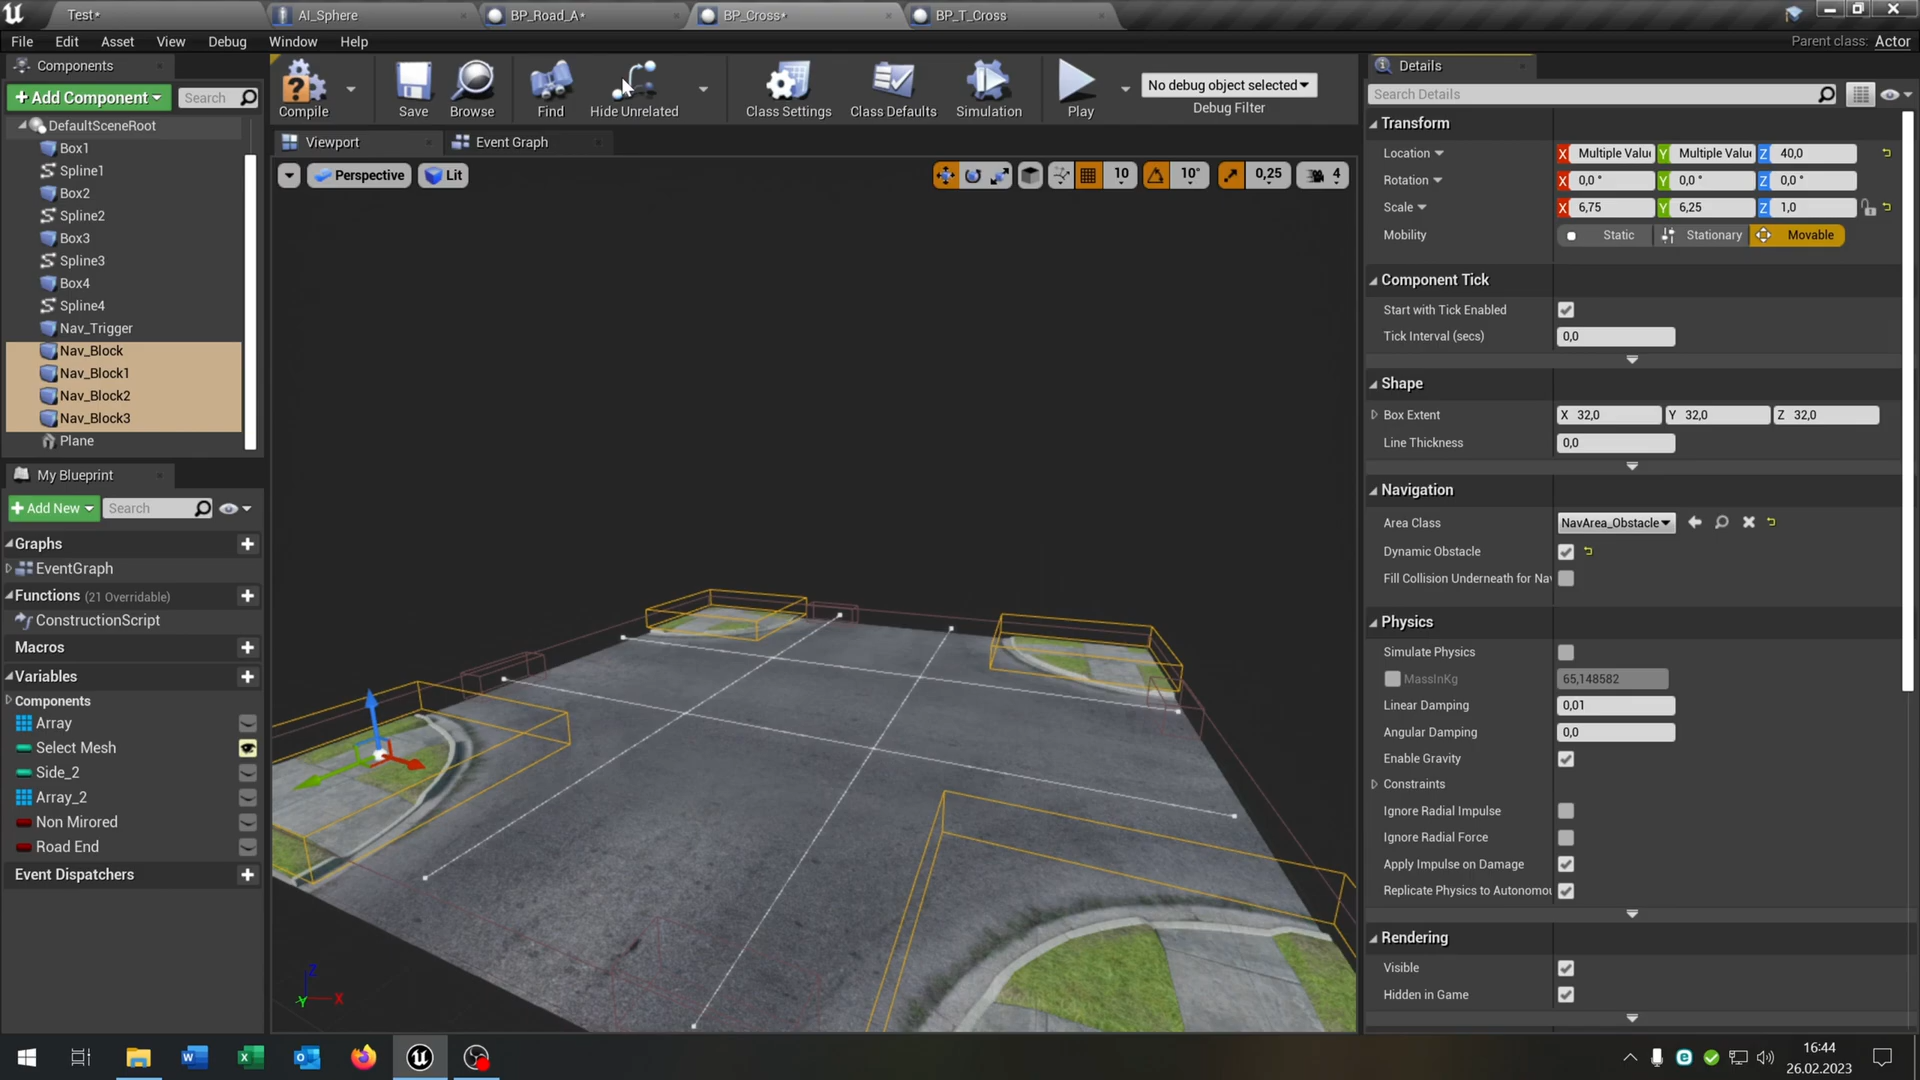 Test*
AI_Sphere
BP_Road_A*
BP_Cross*
BP_T_Cross
File Edit Asset View Debug Window Help
Parent class: Actor
Components
+ Add Component
Search
DefaultSceneRoot
Box1
Spline1
Box2
Spline2
Box3
Spline3
Box4
Spline4
Nav_Trigger
Nav_Block
Nav_Block1
Nav_Block2
Nav_Block3
Plane
My Blueprint
+ Add New
Search
Graphs
EventGraph
Functions (21 Overridable)
ConstructionScript
Macros
Variables
Components
Array
Select Mesh
Side_2
Array_2
Non Mirored
Road End
Event Dispatchers
Compile
Save
Browse
Find
Hide Unrelated
Class Settings
Class Defaults
Simulation
Play
No debug object selected
Debug Filter
Viewport
Event Graph
Perspective
Lit
10
10°
0,25
4
Z
Y
X
Details
Search Details
Transform
Location X Multiple Valu Y Multiple Valu Z 40,0
Rotation X 0,0 ° Y 0,0 ° Z 0,0 °
Scale X 6,75 Y 6,25 Z 1,0
Mobility Static Stationary Movable
Component Tick
Start with Tick Enabled
Tick Interval (secs) 0,0
Shape
Box Extent X 32,0 Y 32,0 Z 32,0
Line Thickness 0,0
Navigation
Area Class NavArea_Obstacle
Dynamic Obstacle
Fill Collision Underneath for Nav
Physics
Simulate Physics
MassInKg 65,148582
Linear Damping 0,01
Angular Damping 0,0
Enable Gravity
Constraints
Ignore Radial Impulse
Ignore Radial Force
Apply Impulse on Damage
Replicate Physics to Autonomou
Rendering
Visible
Hidden in Game
16:44
26.02.2023